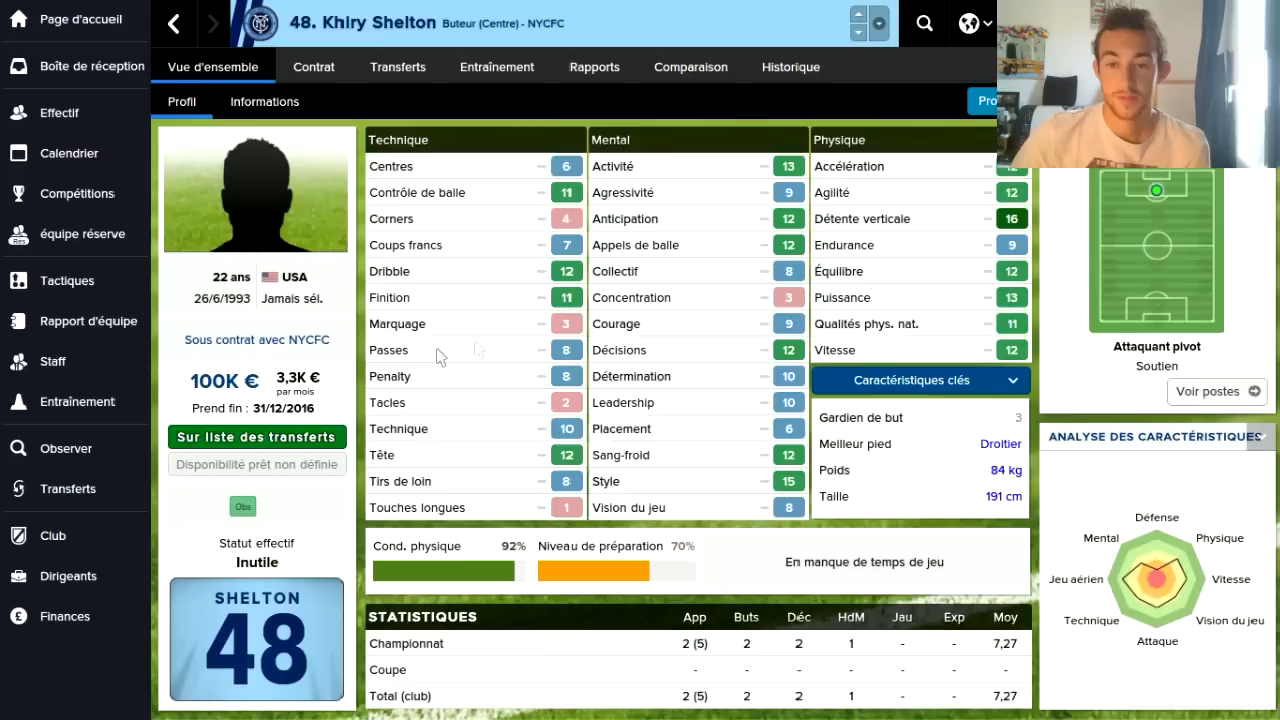 Page d'accueil
Boîte de réception
Effectif
Calendrier
Compétitions
équipe réserve
Rés
Tactiques
Rapport d'équipe
Staff
Entraînement
Observer
Transferts
Club
Dirigeants
Finances
48. Khiry Shelton Buteur (Centre) - NYCFC
Vue d'ensemble Contrat Transferts Entraînement Rapports Comparaison Historique
Profil Informations Pro
22 ans USA
26/6/1993 Jamais sél.
Sous contrat avec NYCFC
100K € 3,3K €
par mois
Prend fin : 31/12/2016
Sur liste des transferts
Disponibilité prêt non définie
Obs
Statut effectif
Inutile
SHELTON
48
Technique Mental Physique
Centres 6 Activité 13 Accélération 12
Contrôle de balle 11 Agressivité 9 Agilité 12
Corners 4 Anticipation 12 Détente verticale 16
Coups francs 7 Appels de balle 12 Endurance 9
Dribble 12 Collectif 8 Équilibre 12
Finition 11 Concentration 3 Puissance 13
Marquage 3 Courage 9 Qualités phys. nat. 11
Passes 8 Décisions 12 Vitesse 12
Penalty 8 Détermination 10 Caractéristiques clés
Tacles 2 Leadership 10 Gardien de but 3
Technique 10 Placement 6 Meilleur pied Droitier
Tête 12 Sang-froid 12 Poids 84 kg
Tirs de loin 8 Style 15 Taille 191 cm
Touches longues 1 Vision du jeu 8
Cond. physique 92% Niveau de préparation 70%
En manque de temps de jeu
STATISTIQUES App Buts Déc HdM Jau Exp Moy
Championnat 2 (5) 2 2 1 - - 7,27
Coupe - - - - - - -
Total (club) 2 (5) 2 2 1 - - 7,27
Attaquant pivot
Soutien
Voir postes
ANALYSE DES CARACTÉRISTIQUES
Défense
Mental Physique
Jeu aérien Vitesse
Technique Vision du jeu
Attaque